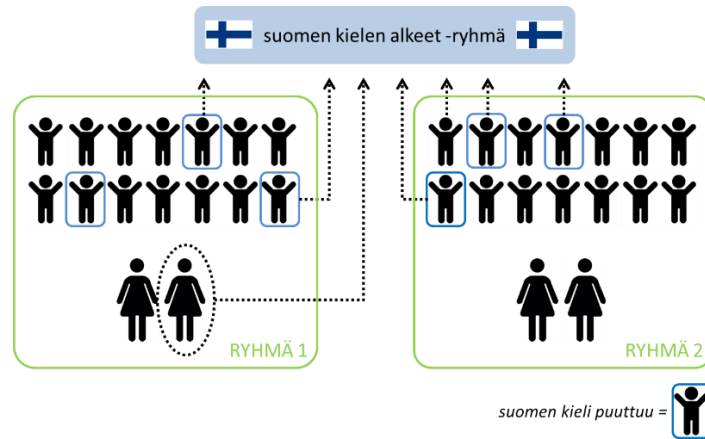 suomen kielen alkeet -ryhmä
RYHMÄ 1
RYHMÄ 2
suomen kieli puuttuu =